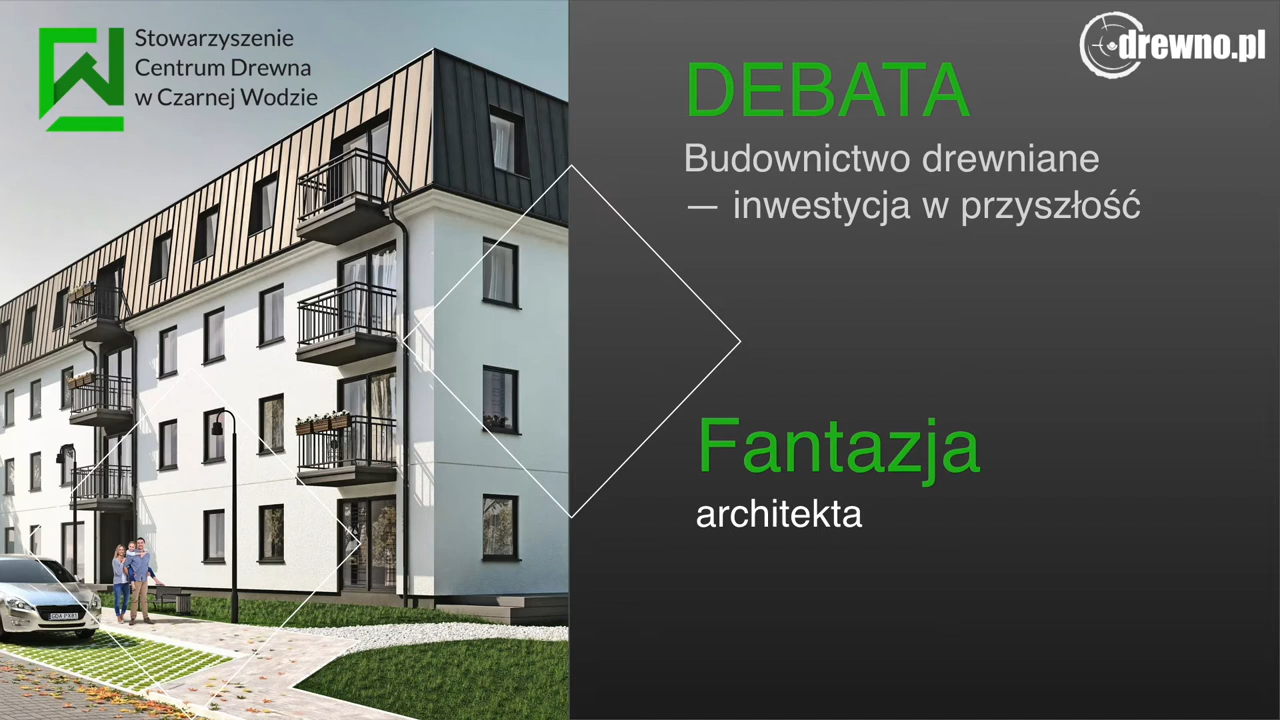 Stowarzyszenie
Centrum Drewna
w Czarnej Wodzie
drewno.pl
DEBATA
Budownictwo drewniane
— inwestycja w przyszłość
Fantazja
architekta